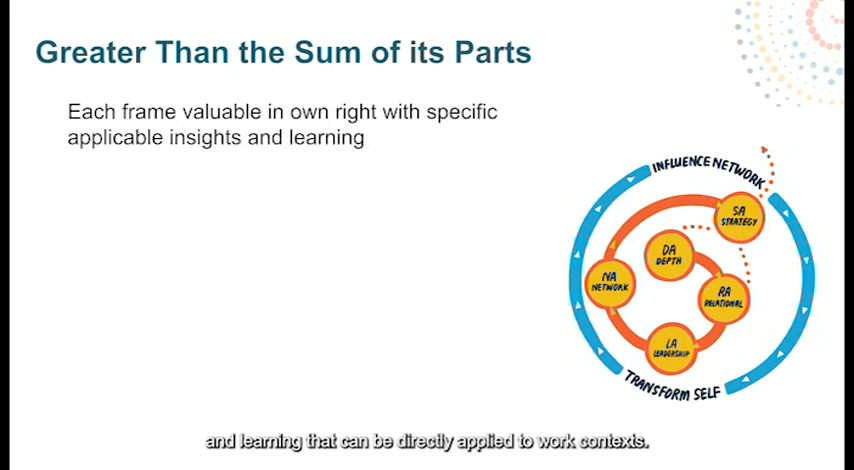 Greater Than the Sum of its Parts
Each frame valuable in own right with specific
applicable insights and learning
INFLUENCE NETWORK
SA
STRATEGY
DA
DEPTH
NA
NETWORK
RA
RELATIONAL
LA
LEADERSHIP
TRANSFORM SELF
and learning that can be directly applied to work contexts.